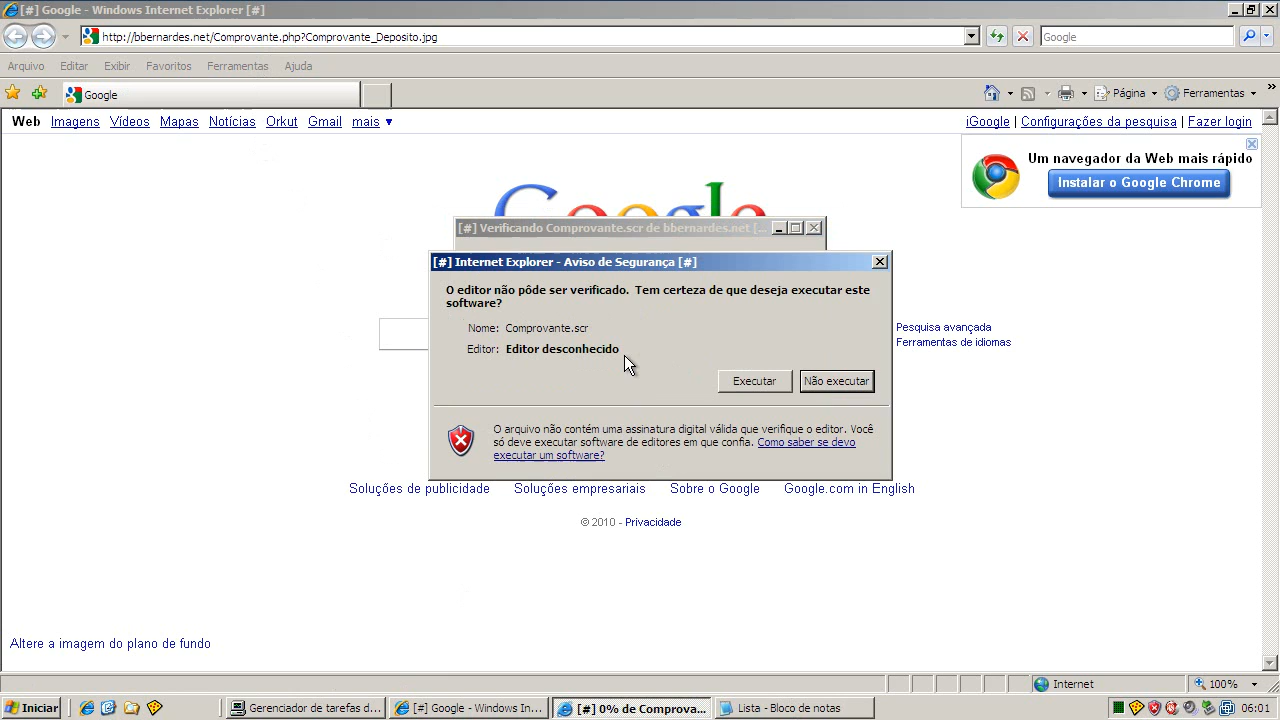 [#] Google - Windows Internet Explorer [#]
http://bbernardes.net/Comprovante.php?Comprovante_Deposito.jpg
Google
Arquivo Editar Exibir Favoritos Ferramentas Ajuda
Google
Página Ferramentas »
Web Imagens Vídeos Mapas Notícias Orkut Gmail mais ▼
iGoogle | Configurações da pesquisa | Fazer login
Um navegador da Web mais rápido
Instalar o Google Chrome
Google
[#] Verificando Comprovante.scr de bbernardes.net [...
[#] Internet Explorer - Aviso de Segurança [#]
O editor não pôde ser verificado. Tem certeza de que deseja executar este
software?
Nome: Comprovante.scr
Editor: Editor desconhecido
Executar Não executar
O arquivo não contém uma assinatura digital válida que verifique o editor. Você
só deve executar software de editores em que confia. Como saber se devo
executar um software?
Pesquisa avançada
Ferramentas de idiomas
Soluções de publicidade Soluções empresariais Sobre o Google Google.com in English
© 2010 - Privacidade
Altere a imagem do plano de fundo
Internet 100%
Iniciar Gerenciador de tarefas d... [#] Google - Windows In... [#] 0% de Comprova... Lista - Bloco de notas 06:01